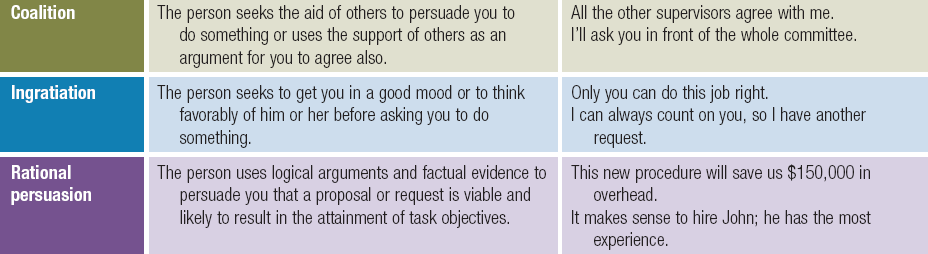 Coalition
The person seeks the aid of others to persuade you to
do something or uses the support of others as an
argument for you to agree also.
All the other supervisors agree with me.
I'll ask you in front of the whole committee.
Ingratiation
The person seeks to get you in a good mood or to think
favorably of him or her before asking you to do
something.
Only you can do this job right.
I can always count on you, so I have another
request.
Rational
persuasion
The person uses logical arguments and factual evidence to
persuade you that a proposal or request is viable and
likely to result in the attainment of task objectives.
This new procedure will save us $150,000 in
overhead.
It makes sense to hire John; he has the most
experience.